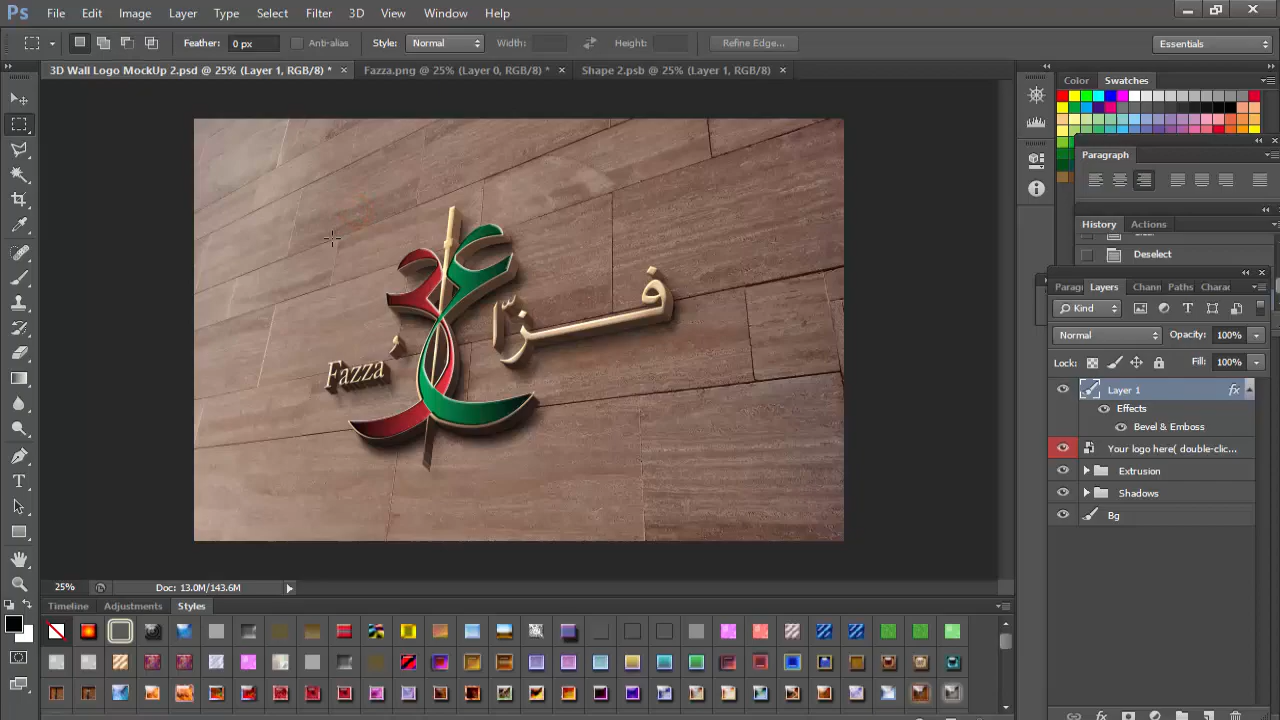 Ps File Edit Image Layer Type Select Filter 3D View Window Help
Feather: 0 px Anti-alias Style: Normal Width: Height: Refine Edge... Essentials
3D Wall Logo MockUp 2.psd @ 25% (Layer 1, RGB/8) * × Fazza.png @ 25% (Layer 0, RGB/8) * × Shape 2.psb @ 25% (Layer 1, RGB/8) ×
Color Swatches
Paragraph
History Actions
Deselect
Paragr Layers Chann Paths Charac
Kind
Normal Opacity: 100%
Lock: Fill: 100%
Layer 1 fx
Effects
Bevel & Emboss
Your logo here( double-clic...
Extrusion
Shadows
Bg
فزّ
Fazza
25% Doc: 13.0M/143.6M
Timeline Adjustments Styles